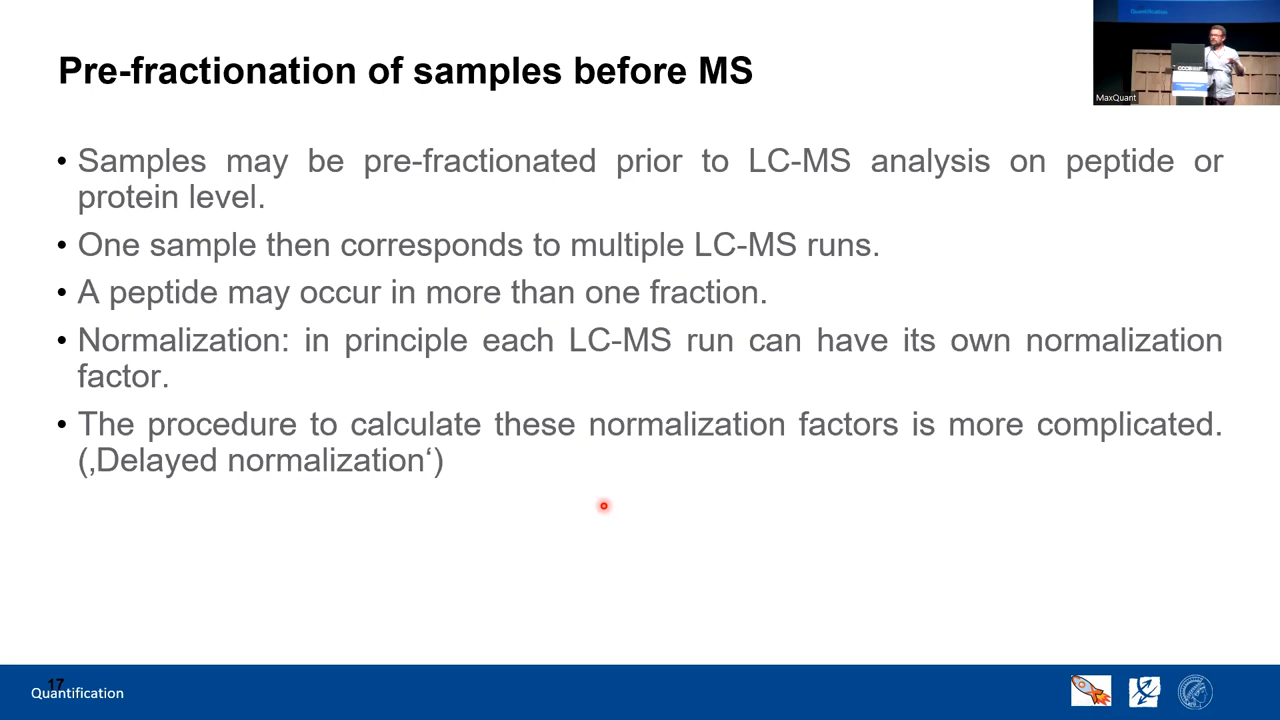 Pre-fractionation of samples before MS
Quantification
MaxQuant
• Samples may be pre-fractionated prior to LC-MS analysis on peptide or
protein level.
• One sample then corresponds to multiple LC-MS runs.
• A peptide may occur in more than one fraction.
• Normalization: in principle each LC-MS run can have its own normalization
factor.
• The procedure to calculate these normalization factors is more complicated.
(‚Delayed normalization‘)
17
Quantification